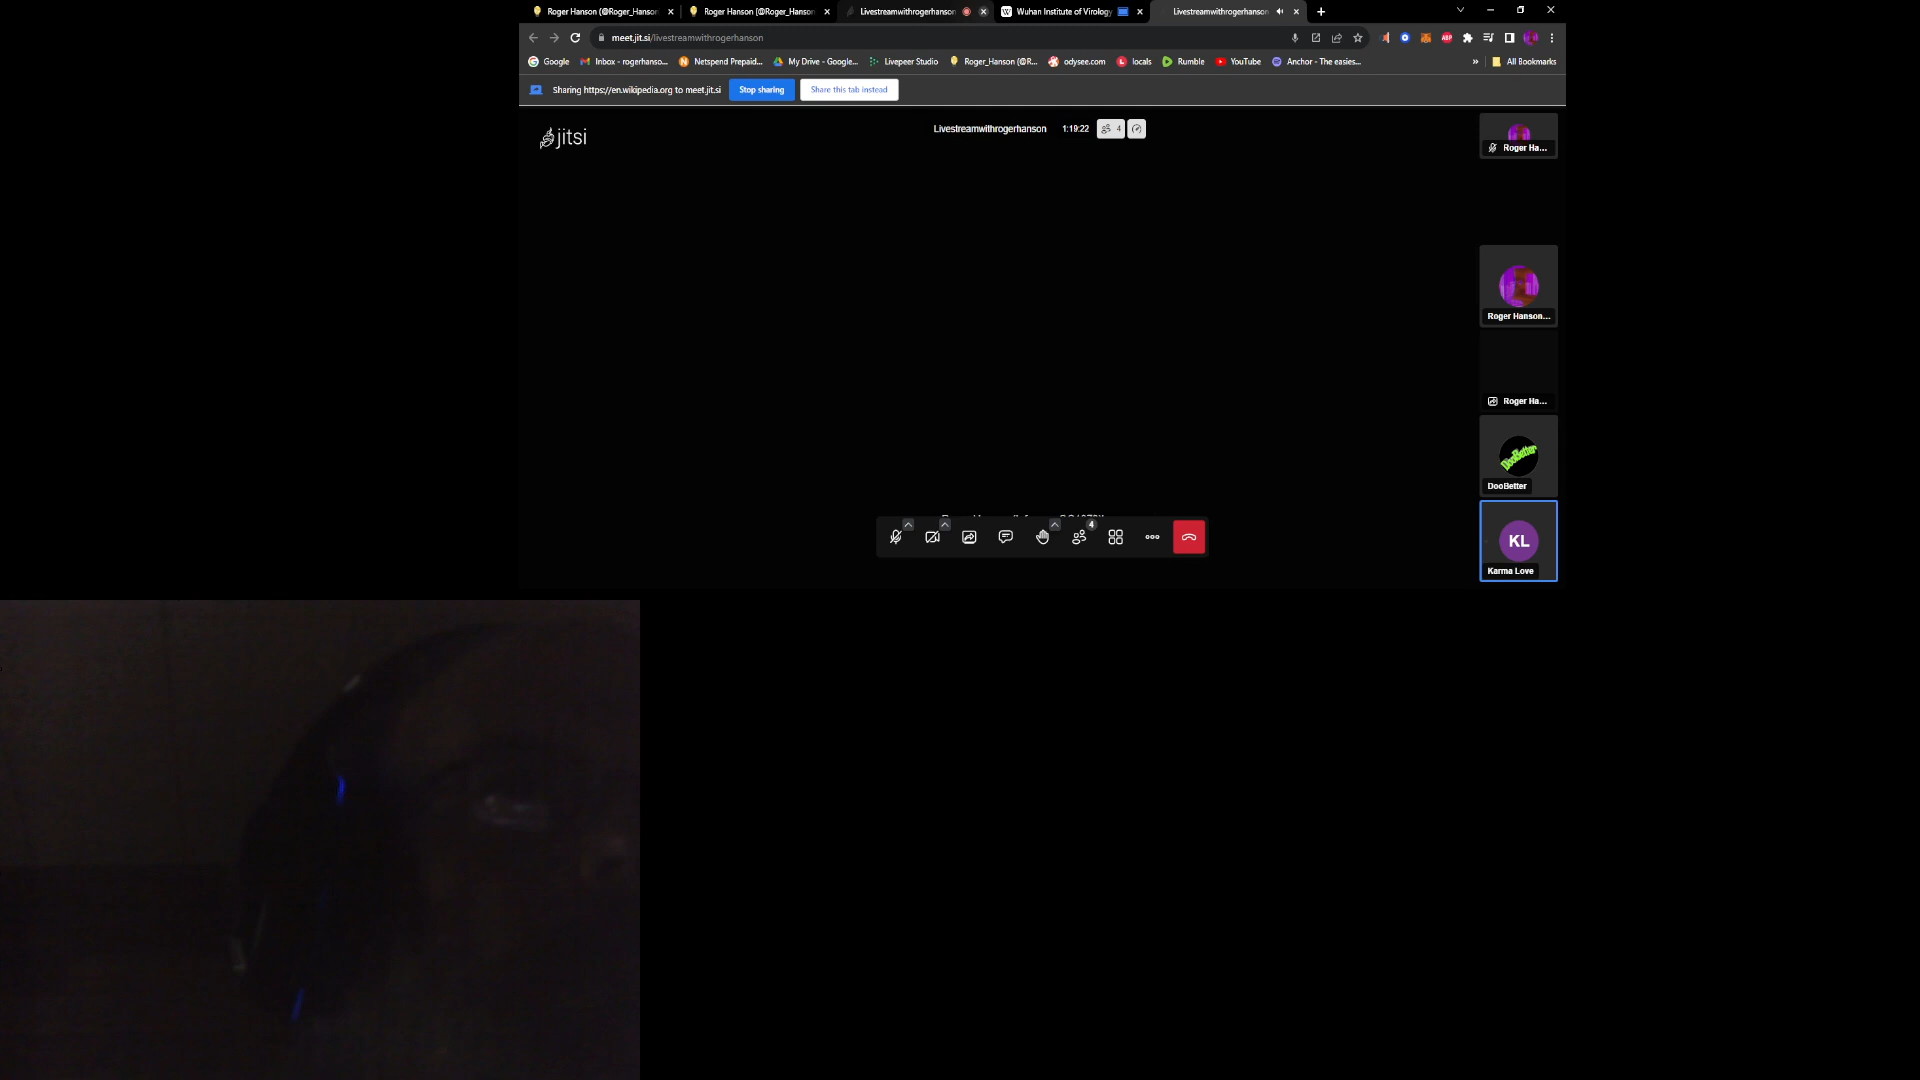 Roger Hanson (@Roger_Hanson
Roger Hanson (@Roger_Hanson
Livestreamwithrogerhanson
Wuhan Institute of Virology
Livestreamwithrogerhanson
meet.jit.si/livestreamwithrogerhanson
ABP
Google
Inbox - rogerhanso...
Netspend Prepaid...
My Drive - Google...
Livepeer Studio
Roger_Hanson (@R...
odysee.com
locals
Rumble
YouTube
Anchor - The easies...
»
All Bookmarks
Sharing https://en.wikipedia.org to meet.jit.si
Stop sharing
Share this tab instead
jitsi
Livestreamwithrogerhanson
1:19:22
4
Roger Ha...
Roger Hanson...
Roger Ha...
DooBetter
DooBetter
4
KL
Karma Love